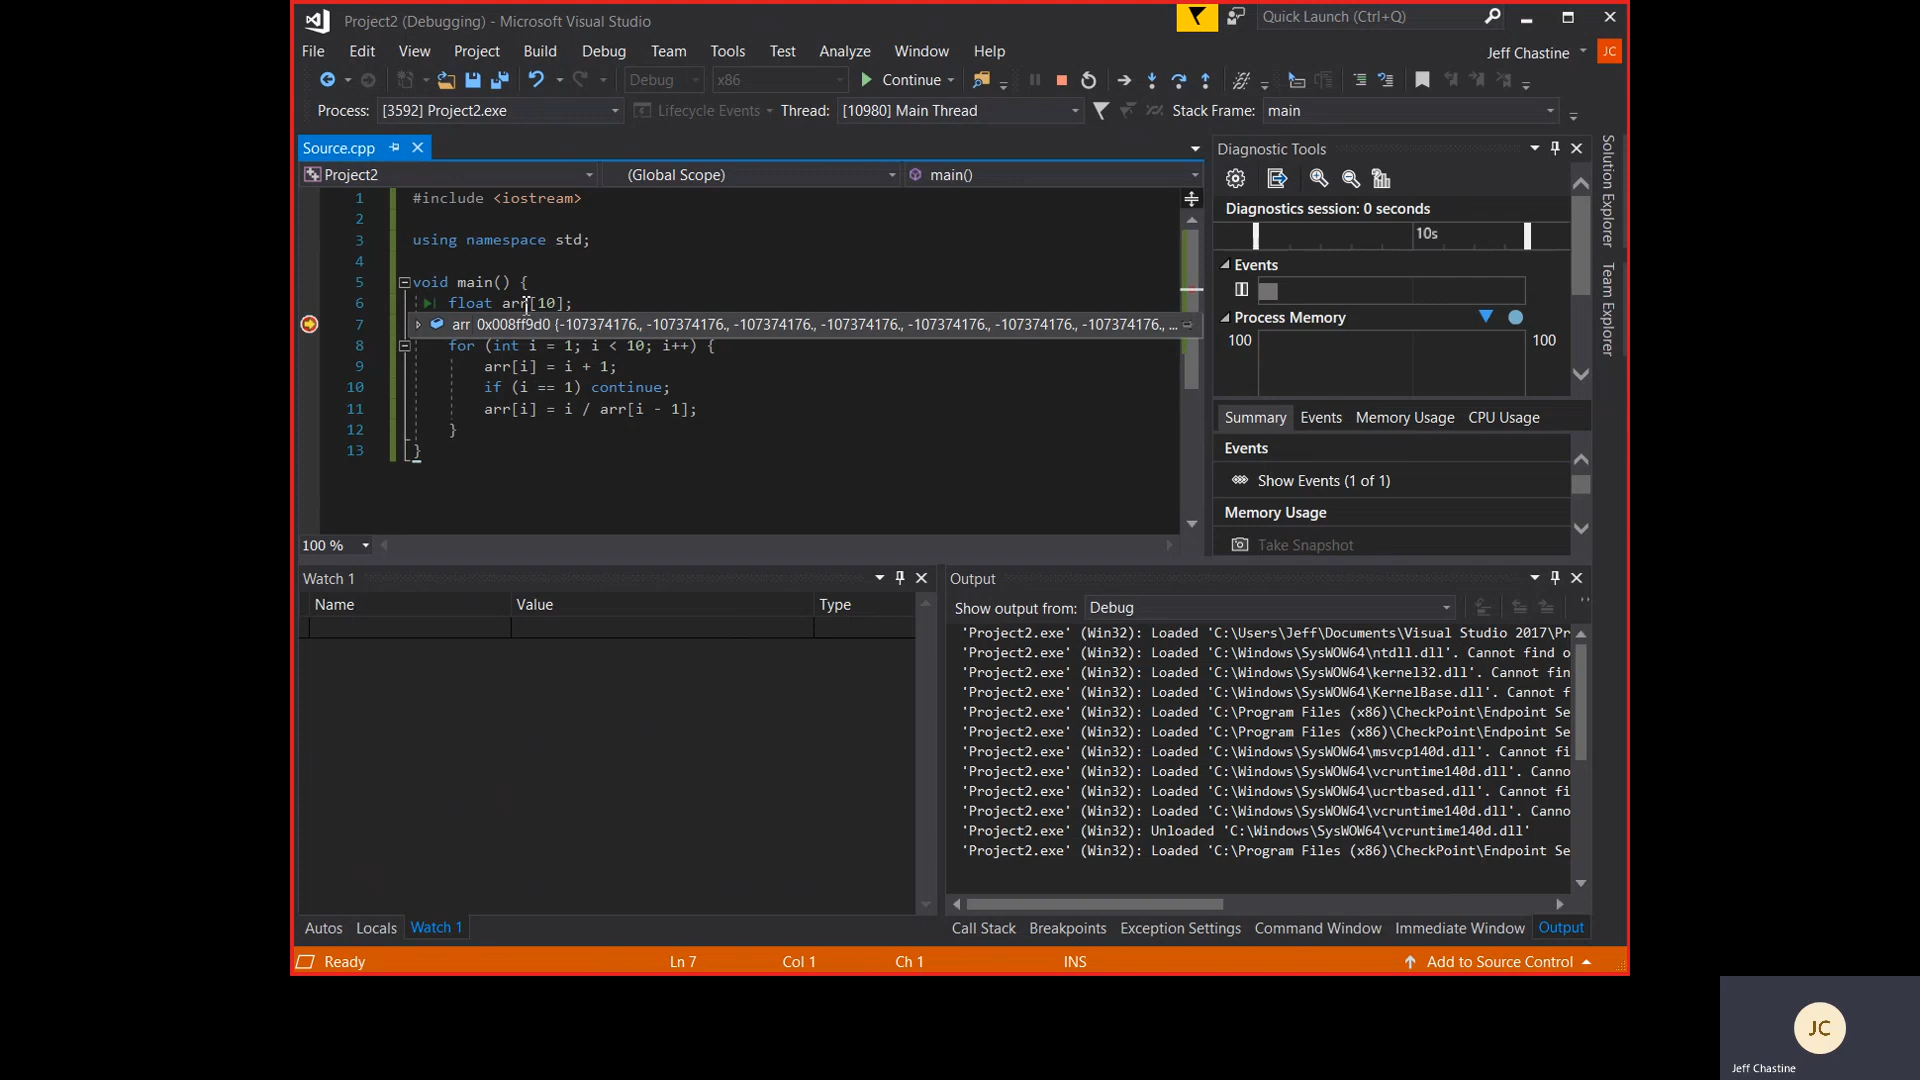 Project2 (Debugging) - Microsoft Visual Studio
Quick Launch (Ctrl+Q)
File Edit View Project Build Debug Team Tools Test Analyze Window Help
Jeff Chastine JC
Debug x86 Continue
Process: [3592] Project2.exe Lifecycle Events Thread: [10980] Main Thread Stack Frame: main
Source.cpp
Project2 (Global Scope) main()
1 #include <iostream>
2
3 using namespace std;
4
5 void main() {
6 float arr[10];
7 arr 0x008ff9d0 {-107374176., -107374176., -107374176., -107374176., -107374176., -107374176., -107374176., ...
8 for (int i = 1; i < 10; i++) {
9 arr[i] = i + 1;
10 if (i == 1) continue;
11 arr[i] = i / arr[i - 1];
12 }
13 }
100 %
Diagnostic Tools
Diagnostics session: 0 seconds
10s
Events
Process Memory
100 100
Summary Events Memory Usage CPU Usage
Events
Show Events (1 of 1)
Memory Usage
Take Snapshot
Solution Explorer
Team Explorer
Watch 1
Name Value Type
Autos Locals Watch 1
Output
Show output from: Debug
'Project2.exe' (Win32): Loaded 'C:\Users\Jeff\Documents\Visual Studio 2017\Pr
'Project2.exe' (Win32): Loaded 'C:\Windows\SysWOW64\ntdll.dll'. Cannot find o
'Project2.exe' (Win32): Loaded 'C:\Windows\SysWOW64\kernel32.dll'. Cannot fin
'Project2.exe' (Win32): Loaded 'C:\Windows\SysWOW64\KernelBase.dll'. Cannot f
'Project2.exe' (Win32): Loaded 'C:\Program Files (x86)\CheckPoint\Endpoint Se
'Project2.exe' (Win32): Loaded 'C:\Program Files (x86)\CheckPoint\Endpoint Se
'Project2.exe' (Win32): Loaded 'C:\Windows\SysWOW64\msvcp140d.dll'. Cannot fi
'Project2.exe' (Win32): Loaded 'C:\Windows\SysWOW64\vcruntime140d.dll'. Canno
'Project2.exe' (Win32): Loaded 'C:\Windows\SysWOW64\ucrtbased.dll'. Cannot fi
'Project2.exe' (Win32): Loaded 'C:\Windows\SysWOW64\vcruntime140d.dll'. Canno
'Project2.exe' (Win32): Unloaded 'C:\Windows\SysWOW64\vcruntime140d.dll'
'Project2.exe' (Win32): Loaded 'C:\Program Files (x86)\CheckPoint\Endpoint Se
Call Stack Breakpoints Exception Settings Command Window Immediate Window Output
Ready Ln 7 Col 1 Ch 1 INS Add to Source Control
JC
Jeff Chastine